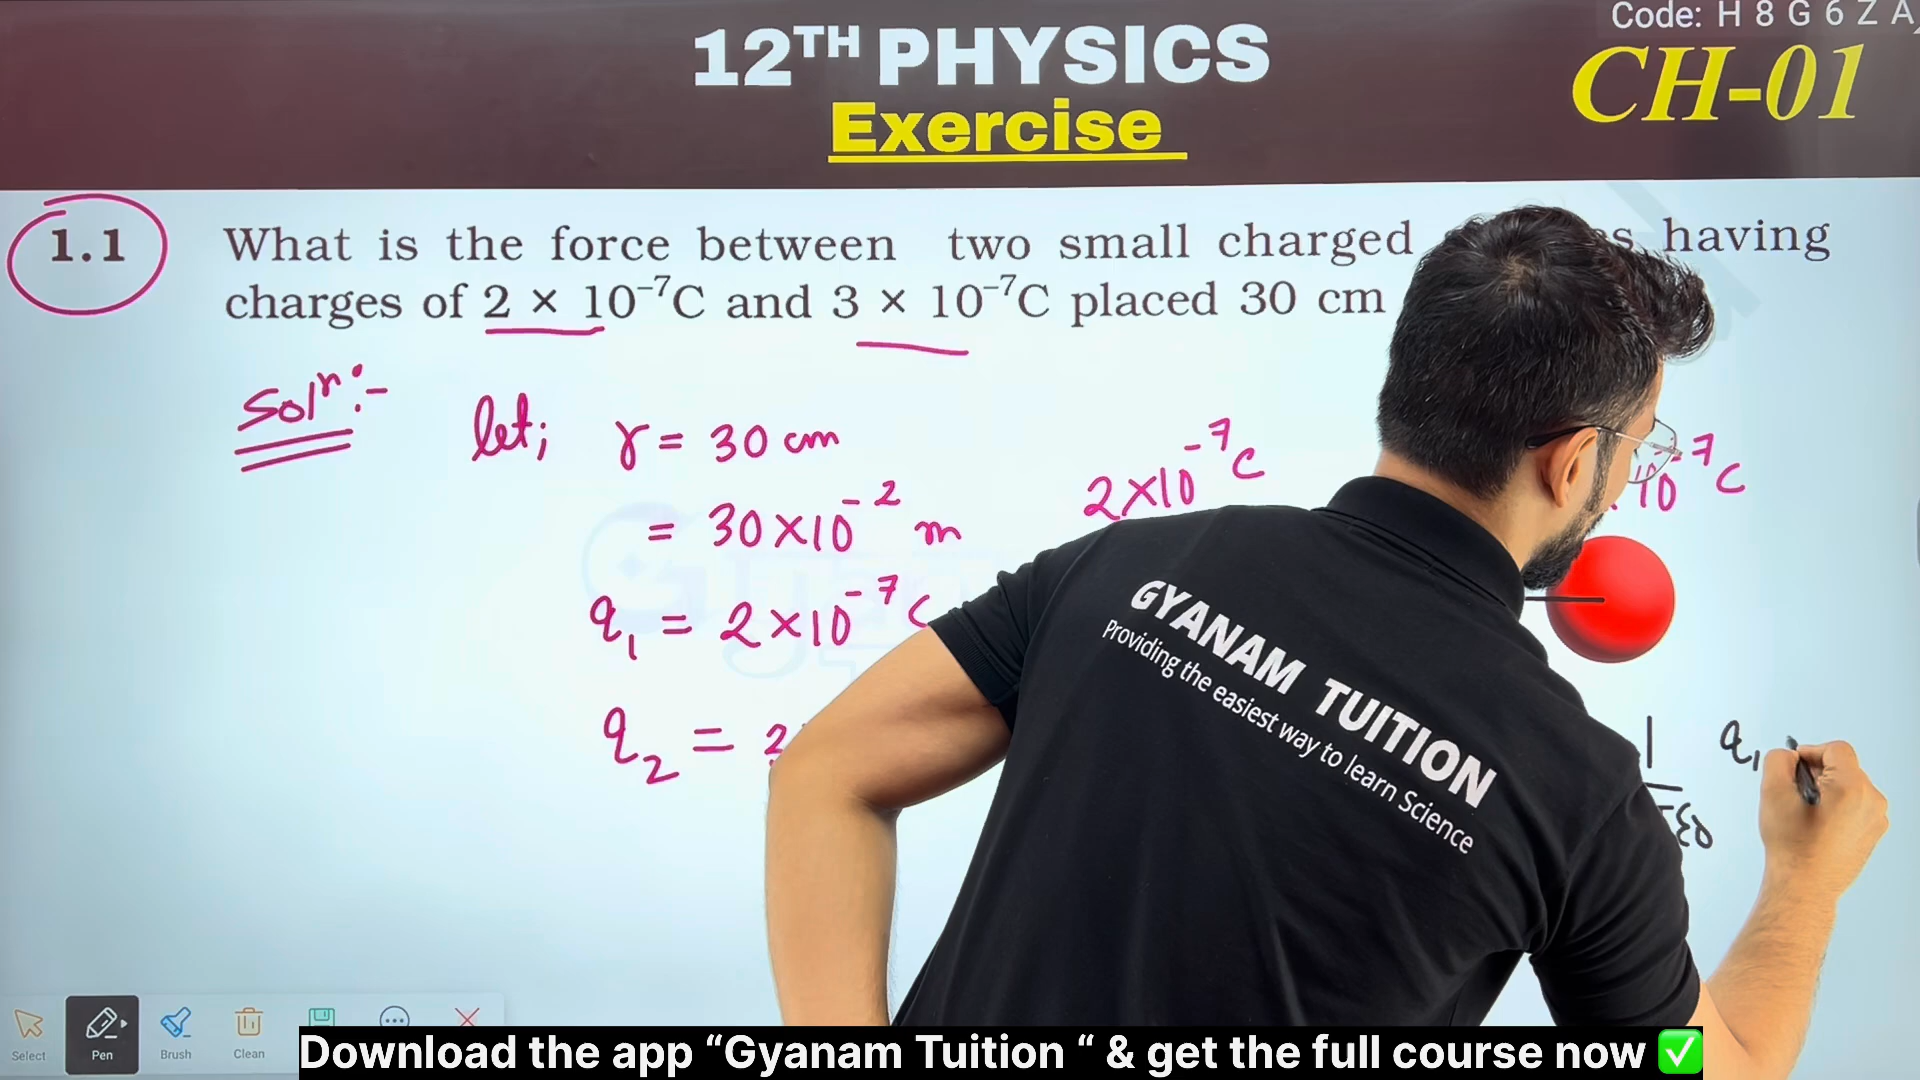 Code: H 8 G 6 Z A
12TH PHYSICS
CH-01
Exercise
1.1 What is the force between two small charged having
charges of 2 × 10⁻⁷C and 3 × 10⁻⁷C placed 30 cm
Solⁿ:- let; r = 30 cm
= 30×10⁻² m
2×10⁻⁷C
10⁻⁷C
q₁ = 2×10⁻⁷C
q₂ =
1 q₁
ε₀
GYANAM TUITION
Providing the easiest way to learn Science
Select Pen Brush Clean
Download the app “Gyanam Tuition “ & get the full course now ✅